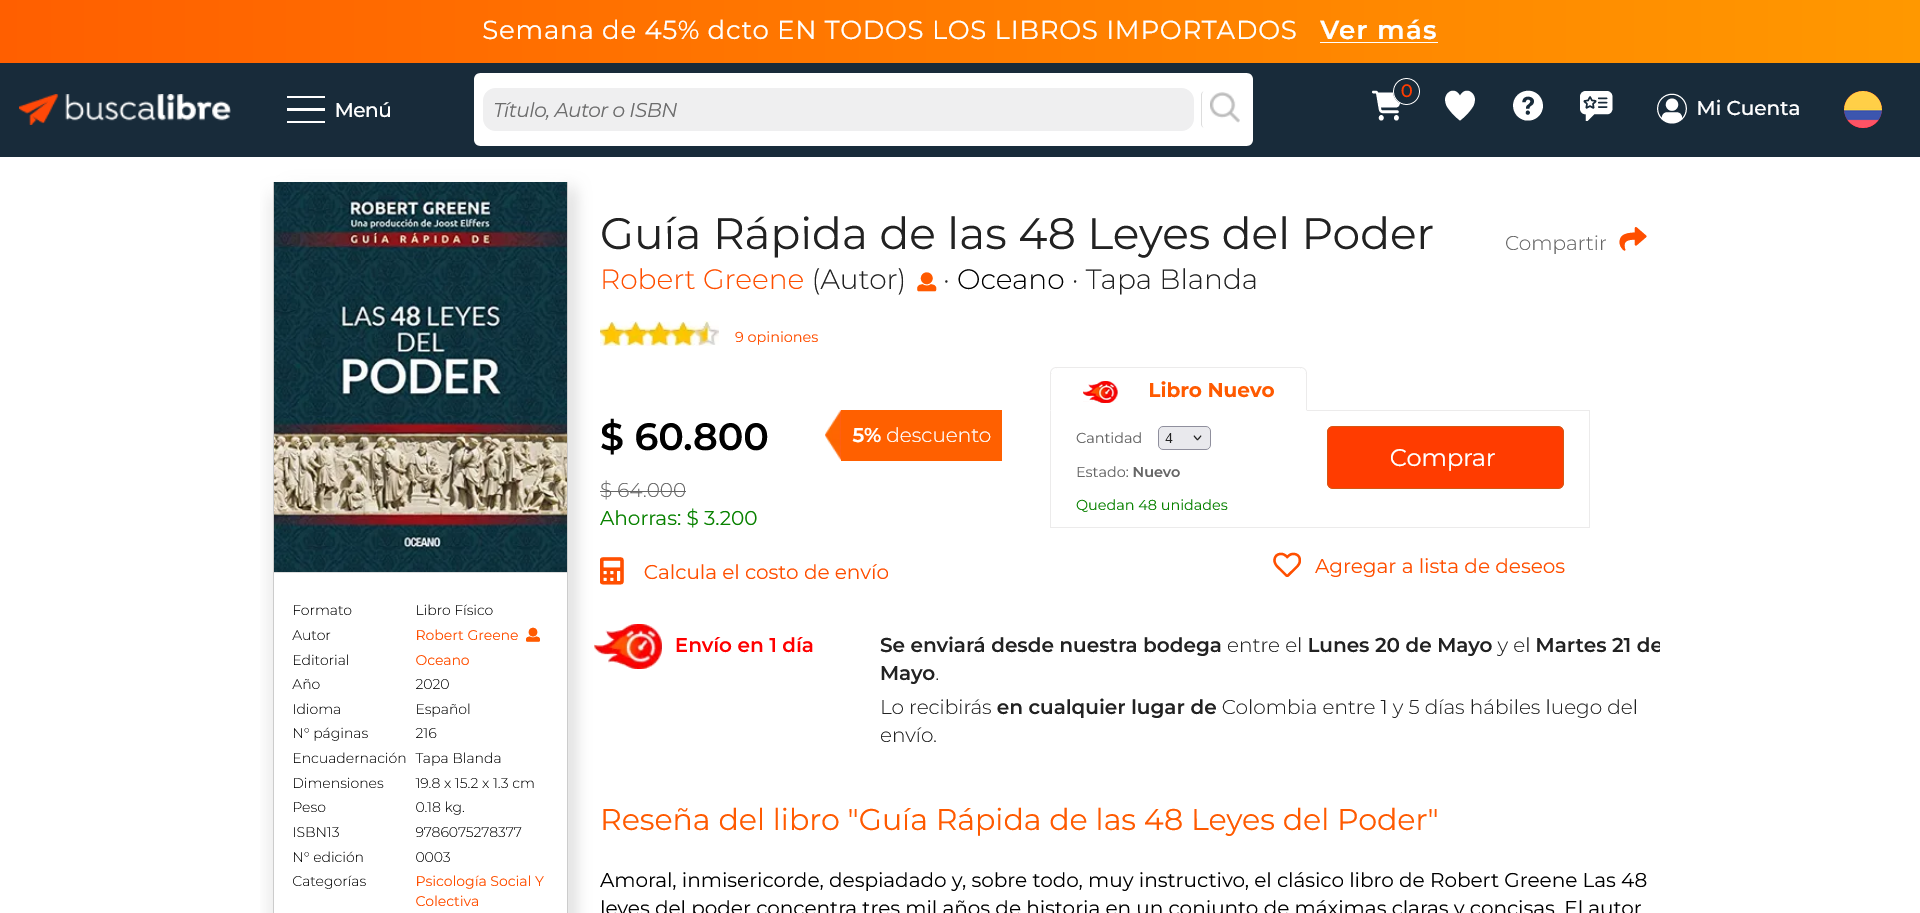 Semana de 45% dcto EN TODOS LOS LIBROS IMPORTADOS Ver más
buscalibre
Menú
Título, Autor o ISBN
0
Mi Cuenta
ROBERT GREENE
Una producción de Joost Elffers
GUÍA RÁPIDA DE
LAS 48 LEYES
DEL
PODER
OCEANO
Formato Libro Físico
Autor Robert Greene
Editorial Oceano
Año 2020
Idioma Español
N° páginas 216
Encuadernación Tapa Blanda
Dimensiones 19.8 x 15.2 x 1.3 cm
Peso 0.18 kg.
ISBN13 9786075278377
N° edición 0003
Categorías Psicología Social Y
Colectiva
Guía Rápida de las 48 Leyes del Poder
Compartir
Robert Greene (Autor) · Oceano · Tapa Blanda
9 opiniones
$ 60.800
5% descuento
$ 64.000
Ahorras: $ 3.200
Calcula el costo de envío
Libro Nuevo
Cantidad 4
Estado: Nuevo
Quedan 48 unidades
Comprar
Agregar a lista de deseos
Envío en 1 día
Se enviará desde nuestra bodega entre el Lunes 20 de Mayo y el Martes 21 de
Mayo.
Lo recibirás en cualquier lugar de Colombia entre 1 y 5 días hábiles luego del
envío.
Reseña del libro "Guía Rápida de las 48 Leyes del Poder"
Amoral, inmisericorde, despiadado y, sobre todo, muy instructivo, el clásico libro de Robert Greene Las 48
leyes del poder concentra tres mil años de historia en un conjunto de máximas claras y concisas. El autor